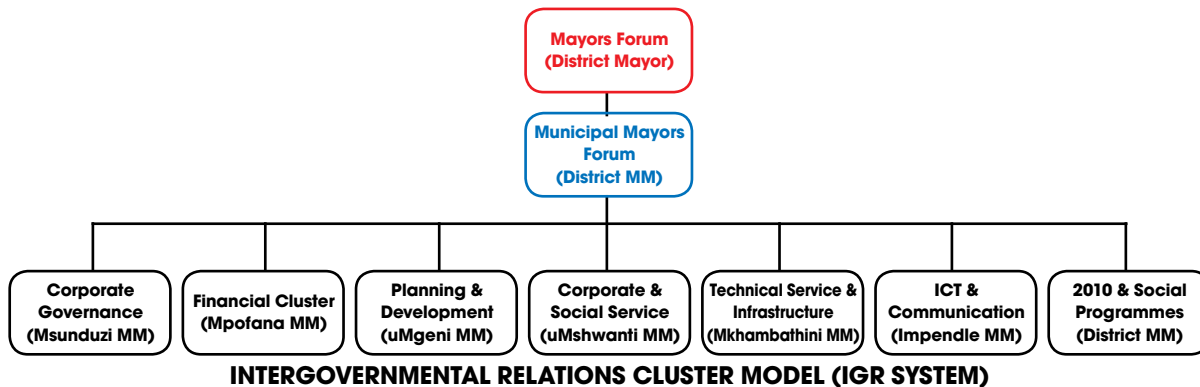 Mayors Forum
(District Mayor)
Municipal Mayors
Forum
(District MM)
Corporate
Governance
(Msunduzi MM)
Financial Cluster
(Mpofana MM)
Planning &
Development
(uMgeni MM)
Corporate &
Social Service
(uMshwanti MM)
Technical Service &
Infrastructure
(Mkhambathini MM)
ICT &
Communication
(Impendle MM)
2010 & Social
Programmes
(District MM)
INTERGOVERNMENTAL RELATIONS CLUSTER MODEL (IGR SYSTEM)